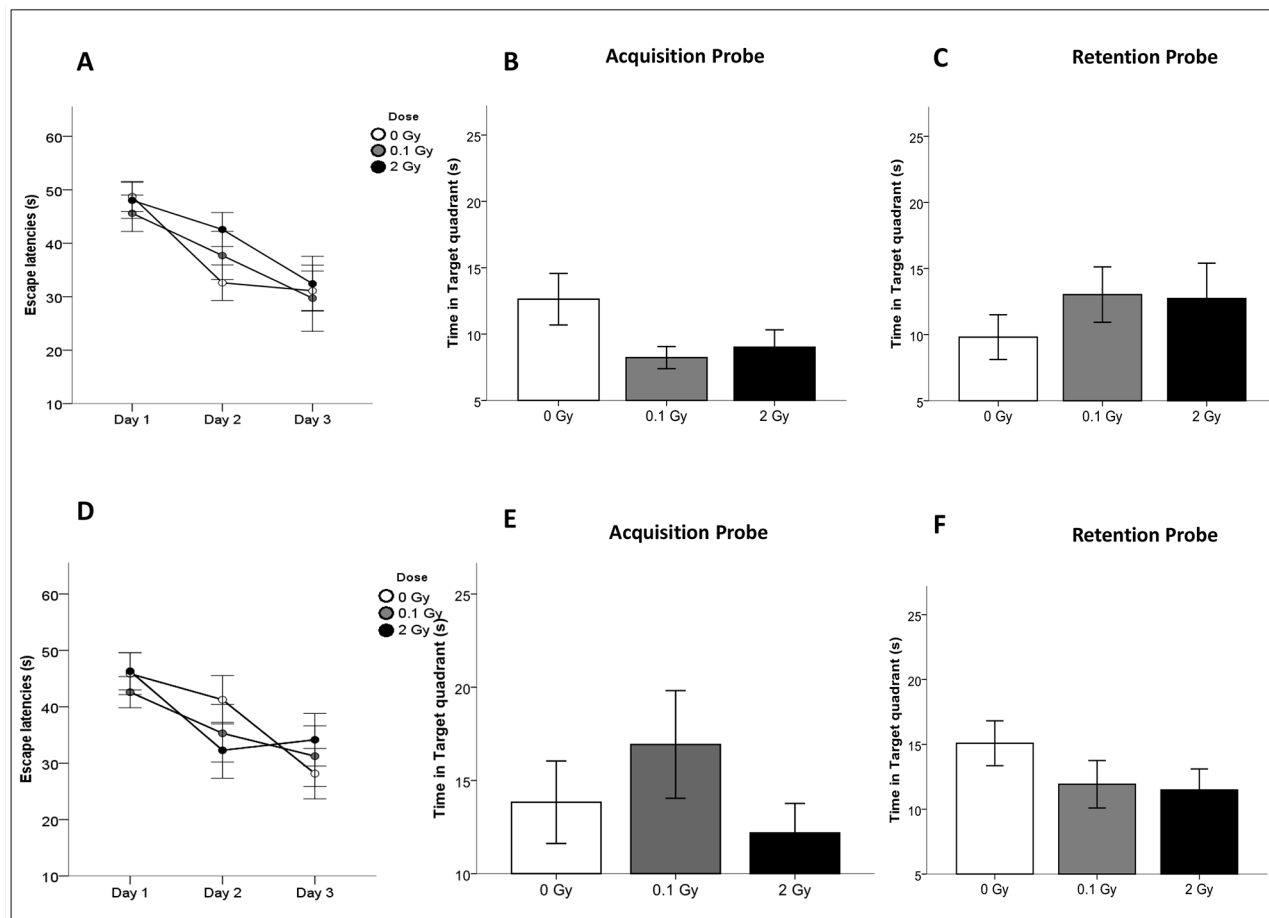 A
Dose
0 Gy
0.1 Gy
2 Gy
Escape latencies (s)
60
50
40
30
20
10
Day 1 Day 2 Day 3
B
Acquisition Probe
Time in Target quadrant (s)
25
20
15
10
5
0 Gy 0.1 Gy 2 Gy
C
Retention Probe
Time in Target quadrant (s)
25
20
15
10
5
0 Gy 0.1 Gy 2 Gy
D
Dose
0 Gy
0.1 Gy
2 Gy
Escape latencies (s)
60
50
40
30
20
10
Day 1 Day 2 Day 3
E
Acquisition Probe
Time in Target quadrant (s)
25
20
15
10
0 Gy 0.1 Gy 2 Gy
F
Retention Probe
Time in Target quadrant (s)
25
20
15
10
5
0 Gy 0.1 Gy 2 Gy